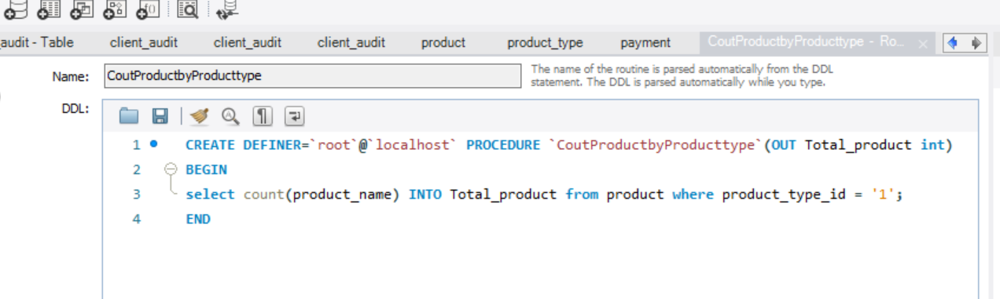 audit - Table client_audit client_audit client_audit product product_type payment CoutProductbyProducttype - Ro...
Name: CoutProductbyProducttype The name of the routine is parsed automatically from the DDL
statement. The DDL is parsed automatically while you type.
DDL:
1 CREATE DEFINER=`root`@`localhost` PROCEDURE `CoutProductbyProducttype`(OUT Total_product int)
2 BEGIN
3 select count(product_name) INTO Total_product from product where product_type_id = '1';
4 END